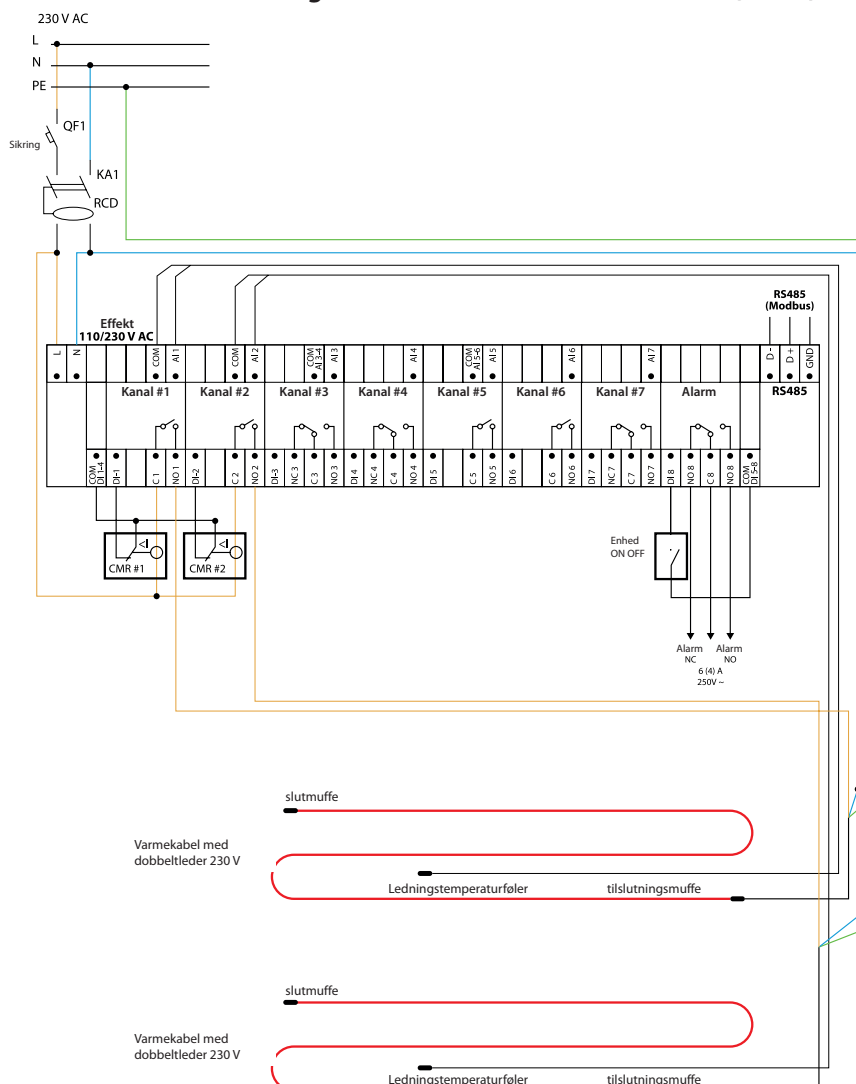 230 V AC
L
N
PE
QF1
Sikring
KA1
RCD
RS485
(Modbus)
Effekt
110/230 V AC
L
N
COM
AI 1
COM
AI 2
COM
AI 3-4
AI 3
AI 4
COM
AI 5-6
AI 5
AI 6
AI 7
D -
D +
GND
Kanal #1
Kanal #2
Kanal #3
Kanal #4
Kanal #5
Kanal #6
Kanal #7
Alarm
RS485
COM
DI 1-4
DI-1
C 1
NO 1
DI-2
C 2
NO 2
DI-3
NC 3
C 3
NO 3
DI 4
NC 4
C 4
NO 4
DI 5
C 5
NO 5
DI 6
C 6
NO 6
DI 7
NC 7
C 7
NO 7
DI 8
NO 8
C 8
NO 8
COM
DI 5-8
<I
CMR #1
<I
CMR #2
Enhed
ON OFF
Alarm
NC
Alarm
NO
6 (4) A
250V ~
slutmuffe
Varmekabel med
dobbeltleder 230 V
Ledningstemperaturføler
tilslutningsmuffe
slutmuffe
Varmekabel med
dobbeltleder 230 V
Ledningstemperaturføler
tilslutningsmuffe